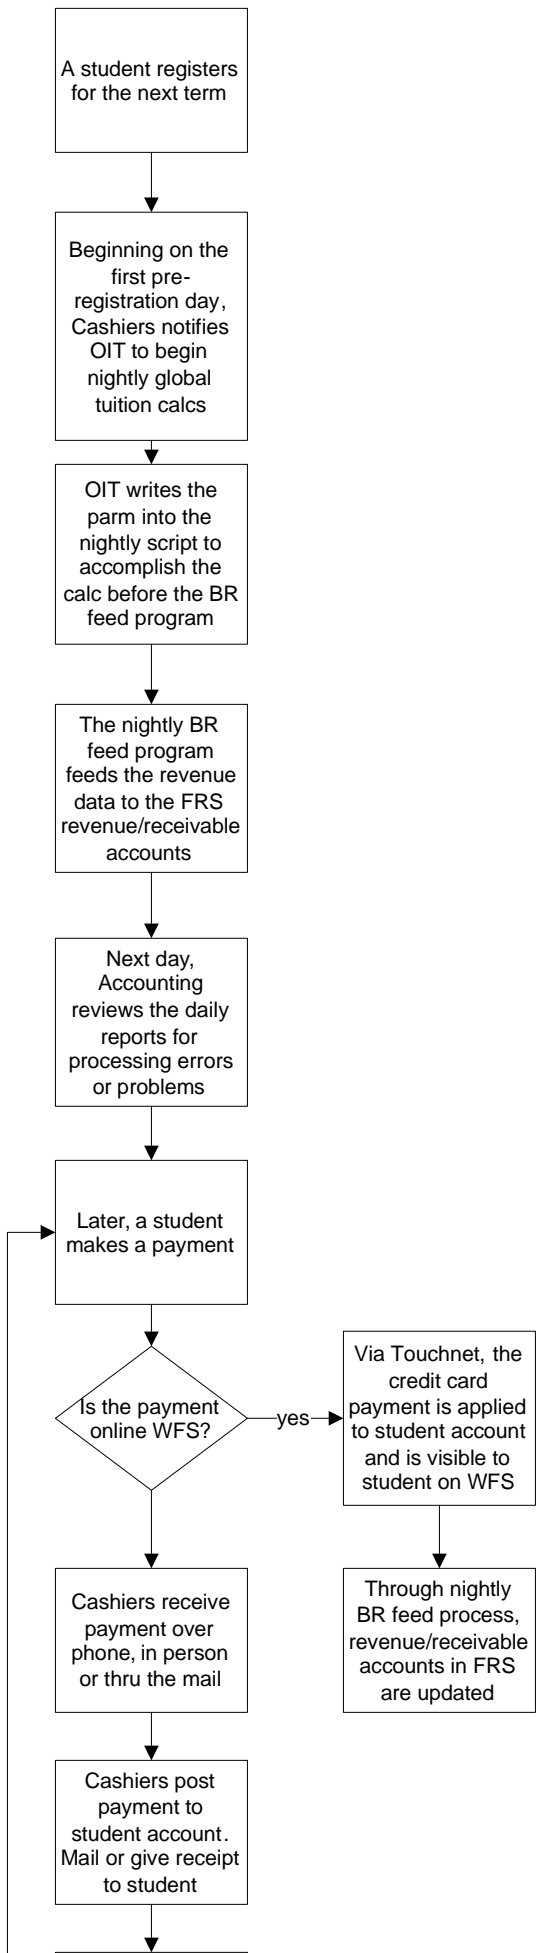 A student registers
for the next term
Beginning on the
first pre-
registration day,
Cashiers notifies
OIT to begin
nightly global
tuition calcs
OIT writes the
parm into the
nightly script to
accomplish the
calc before the BR
feed program
The nightly BR
feed program
feeds the revenue
data to the FRS
revenue/receivable
accounts
Next day,
Accounting
reviews the daily
reports for
processing errors
or problems
Later, a student
makes a payment
Is the payment
online WFS?
yes
Via Touchnet, the
credit card
payment is applied
to student account
and is visible to
student on WFS
Cashiers receive
payment over
phone, in person
or thru the mail
Through nightly
BR feed process,
revenue/receivable
accounts in FRS
are updated
Cashiers post
payment to
student account.
Mail or give receipt
to student